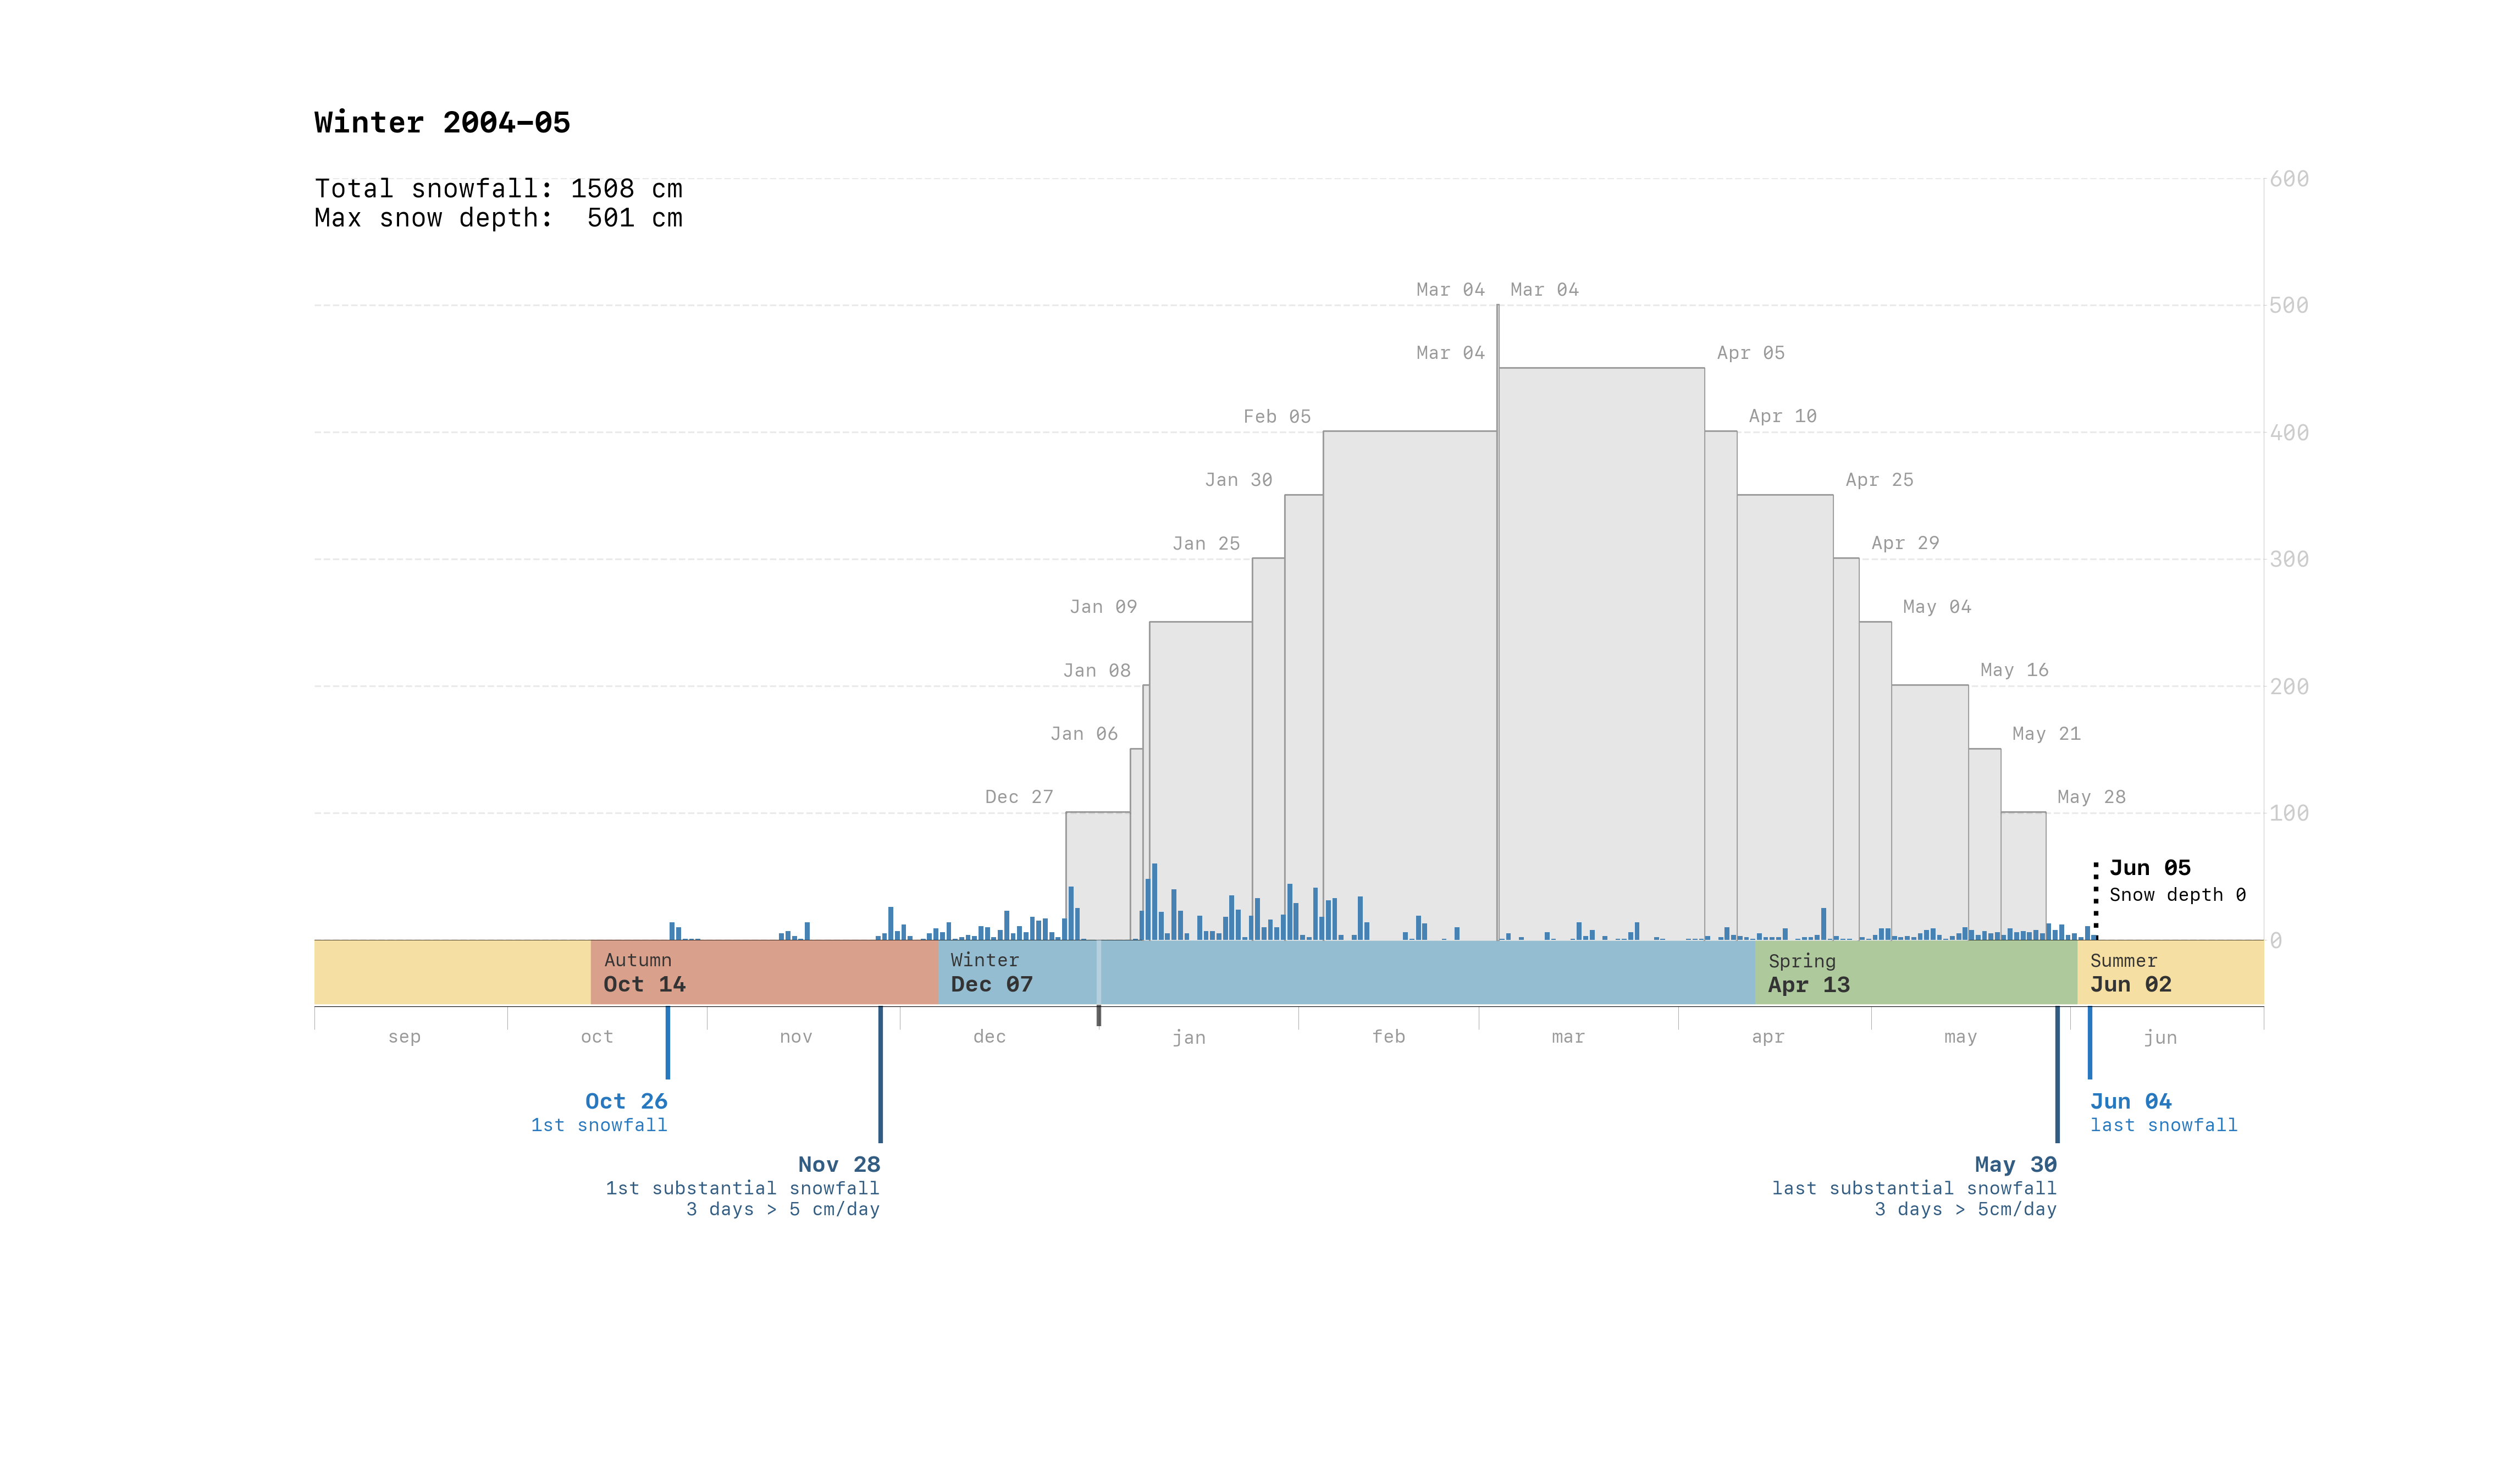 Winter 2004–05
Total snowfall: 1508 cm
Max snow depth: 501 cm
600
Mar 04 Mar 04
500
Mar 04 Apr 05
Feb 05 Apr 10
400
Jan 30 Apr 25
Jan 25 Apr 29
300
Jan 09 May 04
Jan 08 May 16
200
Jan 06 May 21
Dec 27 May 28
100
Jun 05
Snow depth 0
0
Autumn Winter Spring Summer
Oct 14 Dec 07 Apr 13 Jun 02
sep oct nov dec jan feb mar apr may jun
Oct 26 Jun 04
1st snowfall last snowfall
Nov 28 May 30
1st substantial snowfall last substantial snowfall
3 days > 5 cm/day 3 days > 5cm/day